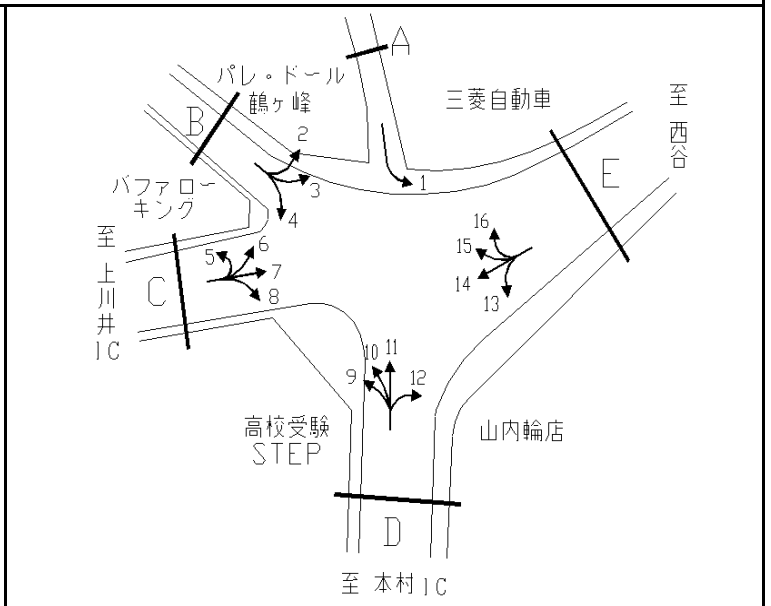 A
パレ・ドール
鶴ヶ峰
三菱自動車
至
西
谷
B
2
3
4
1
E
バファロー
キング
至
上
川
井
IC
C
5
6
7
8
16
15
14
13
9
10
11
12
高校受験
STEP
山内輪店
D
至 本村IC